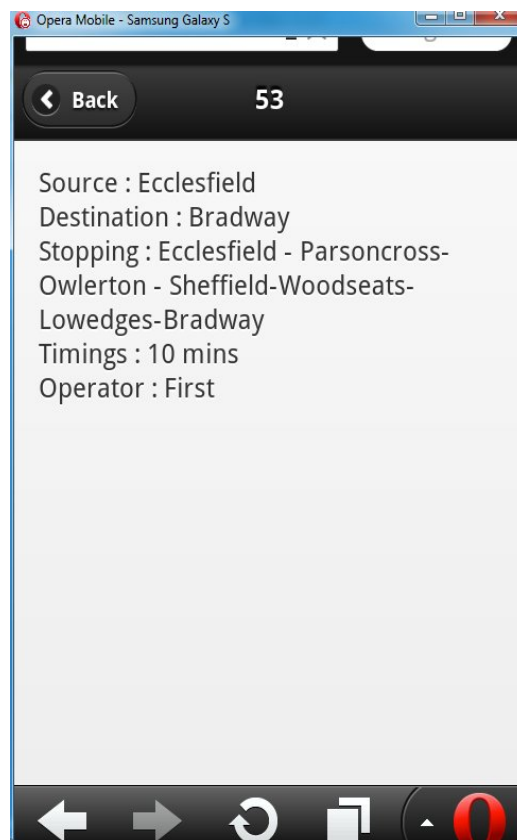 Opera Mobile - Samsung Galaxy S
Back
53
Source : Ecclesfield
Destination : Bradway
Stopping : Ecclesfield - Parsoncross-
Owlerton - Sheffield-Woodseats-
Lowedges-Bradway
Timings : 10 mins
Operator : First